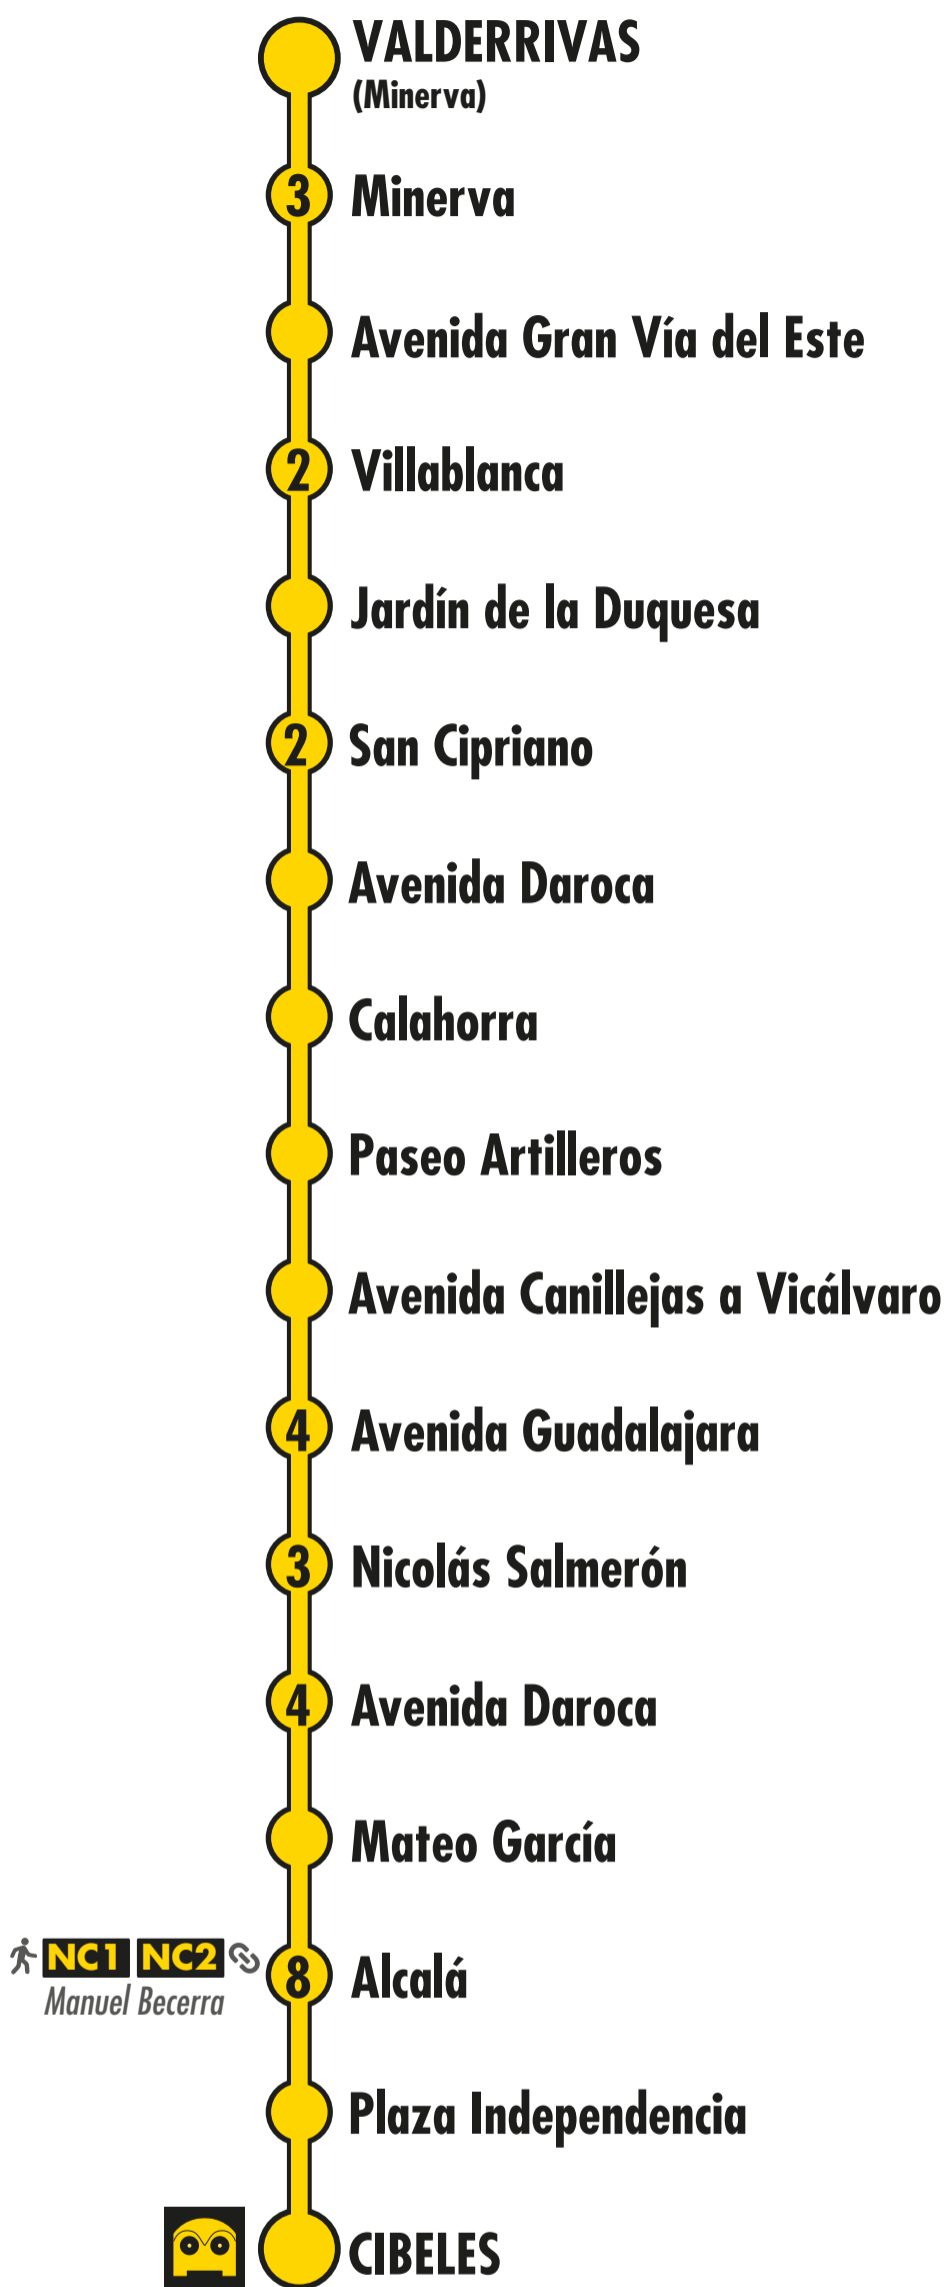 VALDERRIVAS
(Minerva)
3 Minerva
Avenida Gran Vía del Este
2 Villablanca
Jardín de la Duquesa
2 San Cipriano
Avenida Daroca
Calahorra
Paseo Artilleros
Avenida Canillejas a Vicálvaro
4 Avenida Guadalajara
3 Nicolás Salmerón
4 Avenida Daroca
Mateo García
NC1 NC2 8 Alcalá
Manuel Becerra
Plaza Independencia
CIBELES